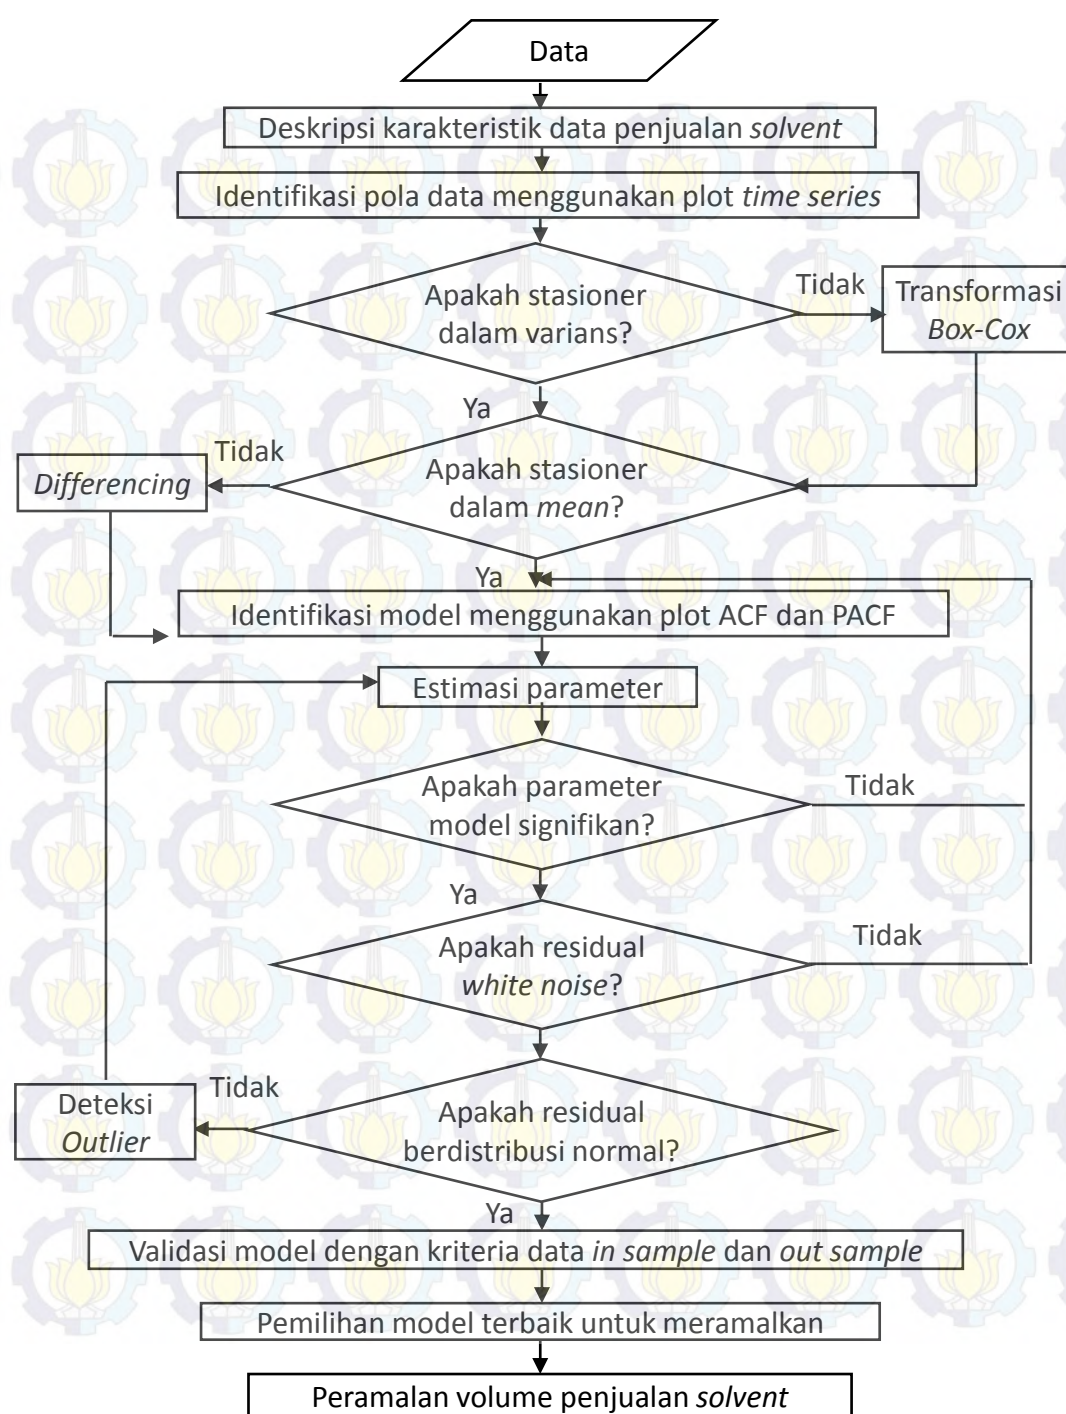 Data
Deskripsi karakteristik data penjualan solvent
Identifikasi pola data menggunakan plot time series
Apakah stasioner
dalam varians?
Tidak
Transformasi
Box-Cox
Ya
Apakah stasioner
dalam mean?
Tidak
Differencing
Ya
Identifikasi model menggunakan plot ACF dan PACF
Estimasi parameter
Apakah parameter
model signifikan?
Tidak
Ya
Apakah residual
white noise?
Tidak
Apakah residual
berdistribusi normal?
Tidak
Deteksi
Outlier
Ya
Validasi model dengan kriteria data in sample dan out sample
Pemilihan model terbaik untuk meramalkan
Peramalan volume penjualan solvent